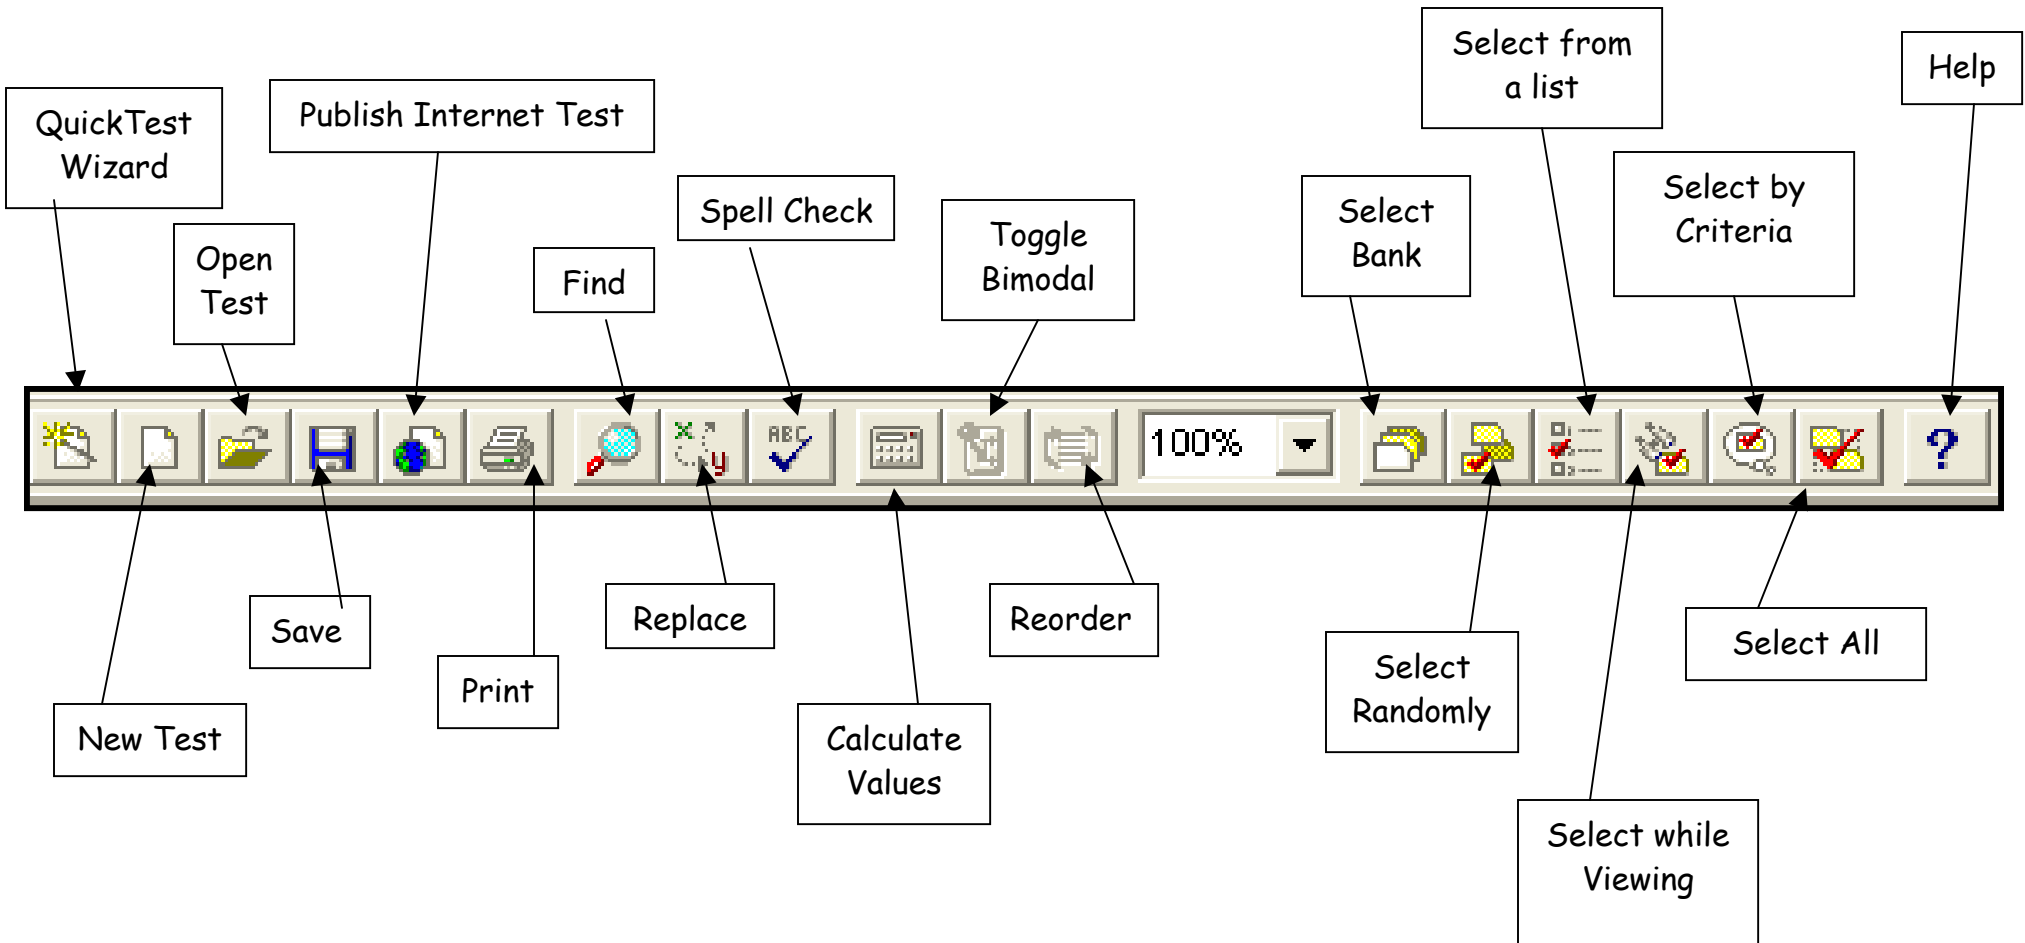 Select from
a list
Help
QuickTest
Wizard
Publish Internet Test
Select by
Criteria
Spell Check
Select
Bank
Toggle
Bimodal
Open
Test
Find
ABC
x
y
100%
?
Save
Replace
Reorder
Select All
Print
Select
Randomly
New Test
Calculate
Values
Select while
Viewing